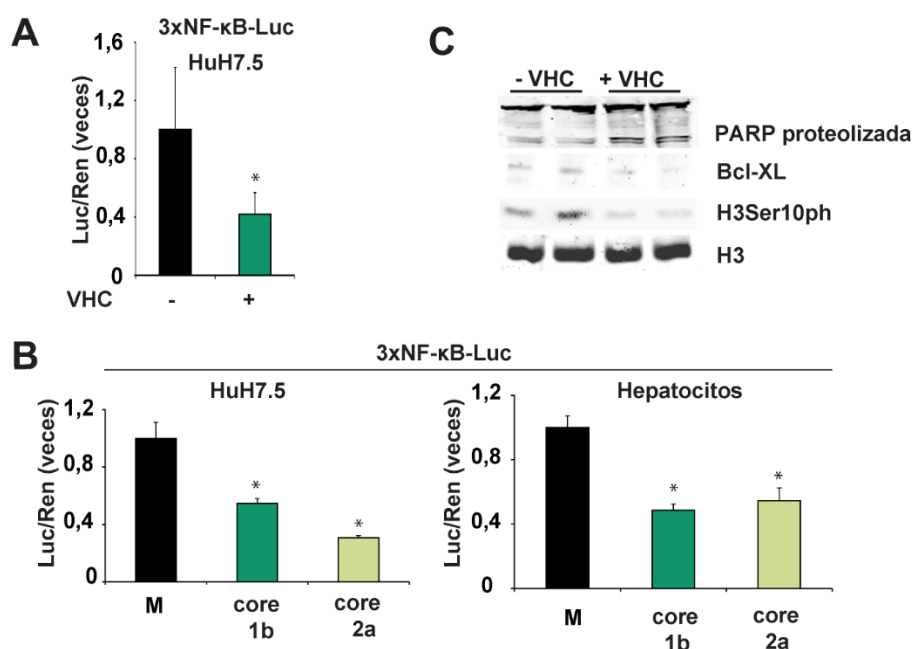 A
3xNF-κB-Luc
HuH7.5
Luc/Ren (veces)
1,6
1,2
0,8
0,4
0
*
VHC
-
+
C
- VHC + VHC
PARP proteolizada
Bcl-XL
H3Ser10ph
H3
B
3xNF-κB-Luc
HuH7.5
Luc/Ren (veces)
1,2
0,8
0,4
0
*
*
M
core 1b
core 2a
Hepatocitos
Luc/Ren (veces)
1,2
0,8
0,4
0
*
*
M
core 1b
core 2a